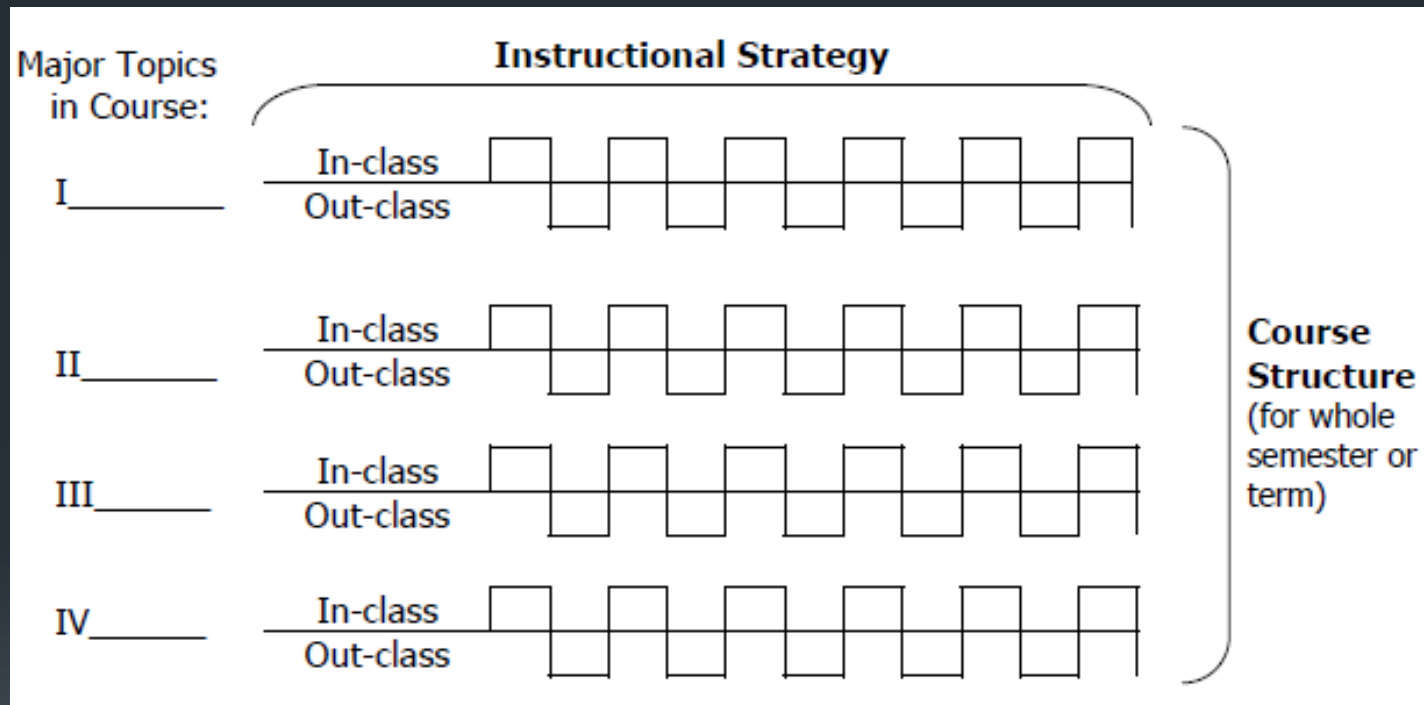 Instructional Strategy
Major Topics
in Course:
I_________
In-class
Out-class
II_______
In-class
Out-class
III______
In-class
Out-class
IV______
In-class
Out-class
Course
Structure
(for whole
semester or
term)